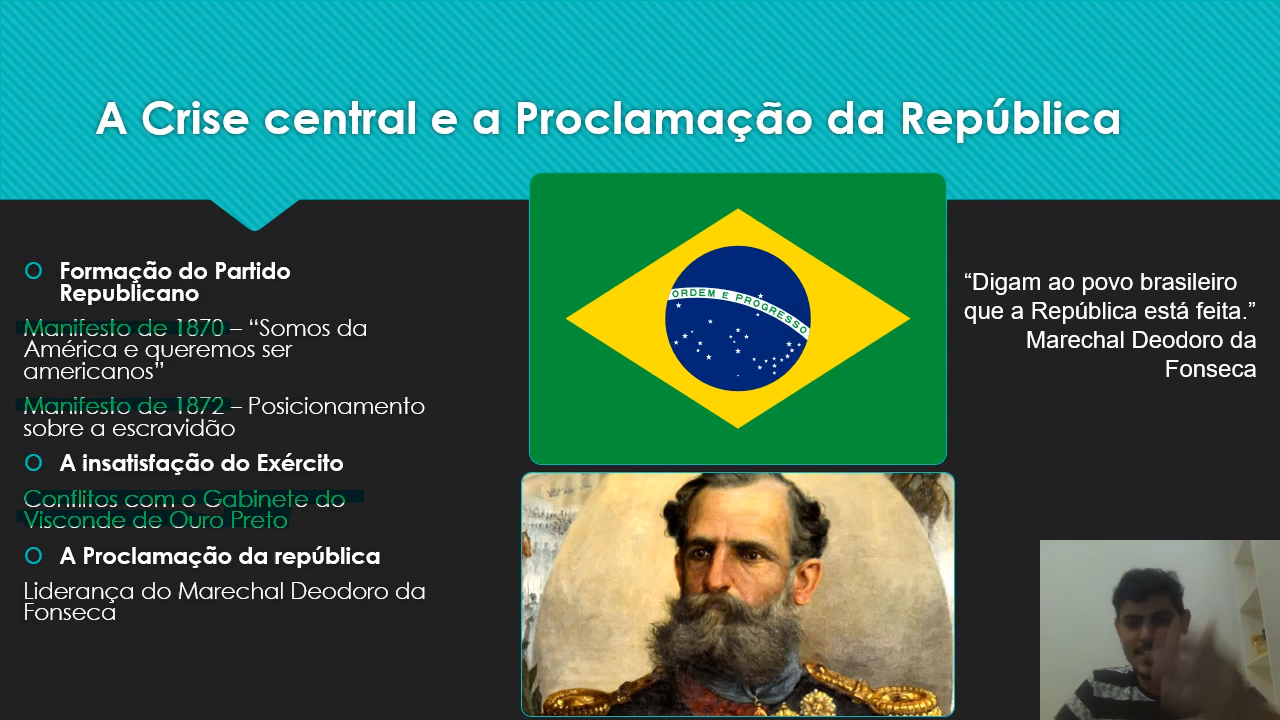 A Crise central e a Proclamação da República
Formação do Partido
Republicano
Manifesto de 1870 – “Somos da
América e queremos ser
americanos”
Manifesto de 1872 – Posicionamento
sobre a escravidão
A insatisfação do Exército
Conflitos com o Gabinete do
Visconde de Ouro Preto
A Proclamação da república
Liderança do Marechal Deodoro da
Fonseca
ORDEM E PROGRESSO
“Digam ao povo brasileiro
que a República está feita.”
Marechal Deodoro da
Fonseca